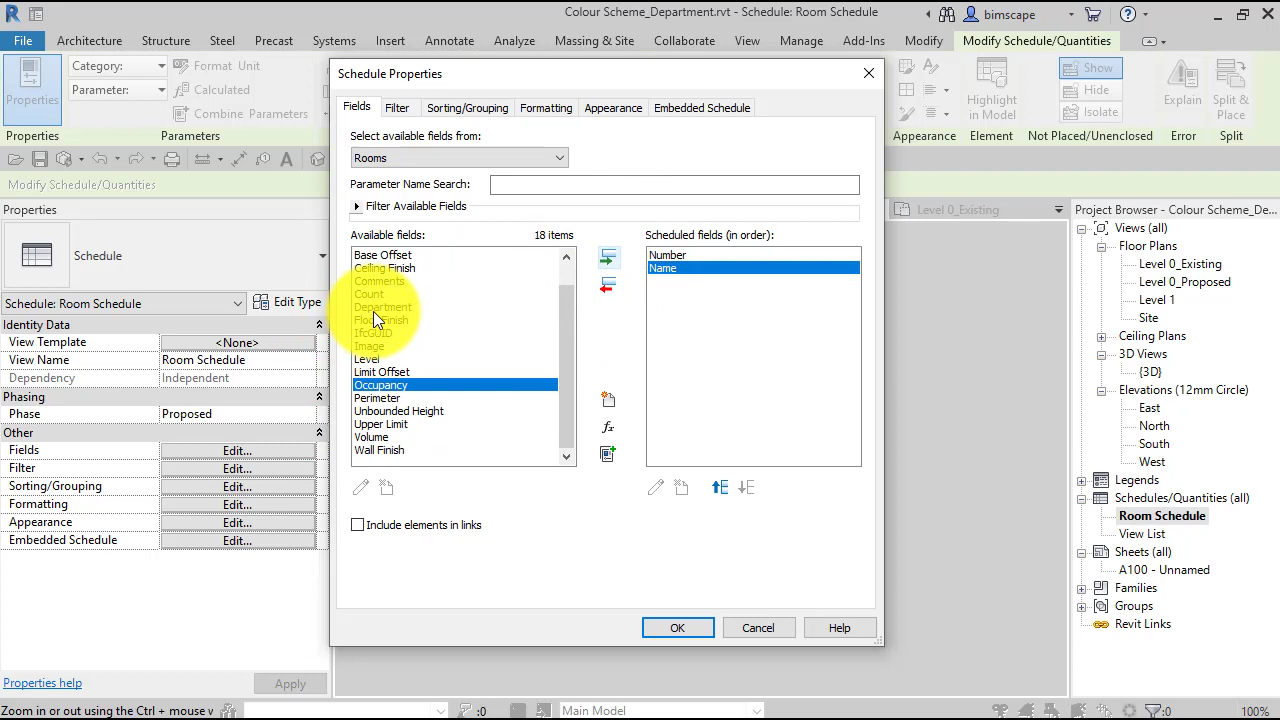 Colour Scheme_Department.rvt - Schedule: Room Schedule
bimscape
File
Architecture
Structure
Steel
Precast
Systems
Insert
Annotate
Analyze
Massing & Site
Collaborate
View
Manage
Add-Ins
Modify
Modify Schedule/Quantities
Properties
Category:
Parameter:
Format Unit
Calculated
Combine Parameters
Properties
Parameters
Highlight
in Model
Show
Hide
Isolate
Explain
Split &
Place
Appearance
Element
Not Placed/Unenclosed
Error
Split
Modify Schedule/Quantities
Properties
Schedule
Schedule: Room Schedule
Edit Type
Identity Data
View Template
<None>
View Name
Room Schedule
Dependency
Independent
Phasing
Phase
Proposed
Other
Fields
Edit...
Filter
Edit...
Sorting/Grouping
Edit...
Formatting
Edit...
Appearance
Edit...
Embedded Schedule
Edit...
Properties help
Apply
Schedule Properties
Fields
Filter
Sorting/Grouping
Formatting
Appearance
Embedded Schedule
Select available fields from:
Rooms
Parameter Name Search:
Filter Available Fields
Available fields:
18 items
Scheduled fields (in order):
Base Offset
Ceiling Finish
Comments
Count
Department
Floor Finish
IfcGUID
Image
Level
Limit Offset
Occupancy
Perimeter
Unbounded Height
Upper Limit
Volume
Wall Finish
Number
Name
fx
Include elements in links
OK
Cancel
Help
Level 0_Existing
Project Browser - Colour Scheme_De...
Views (all)
Floor Plans
Level 0_Existing
Level 0_Proposed
Level 1
Site
Ceiling Plans
3D Views
{3D}
Elevations (12mm Circle)
East
North
South
West
Legends
Schedules/Quantities (all)
Room Schedule
View List
Sheets (all)
A100 - Unnamed
Families
Groups
Revit Links
Zoom in or out using the Ctrl + mouse w
:0
Main Model
:0
100%